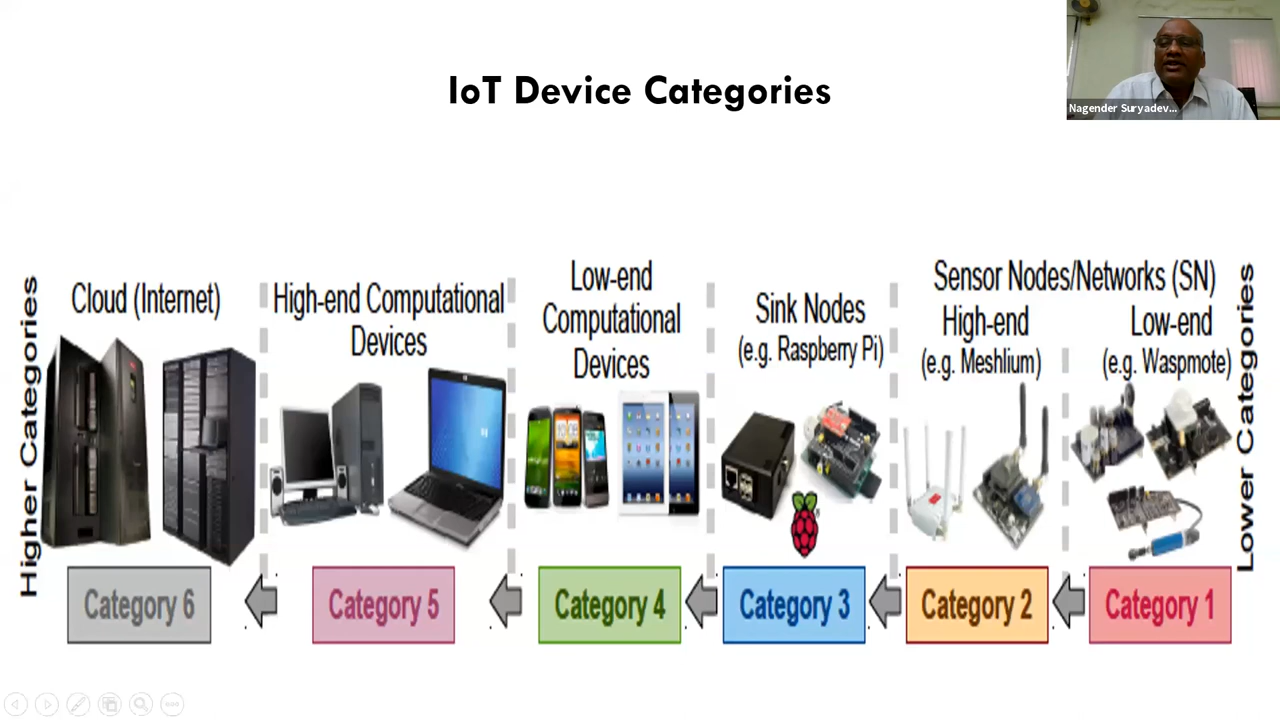 IoT Device Categories
Nagender Suryadev...
Higher Categories
Cloud (Internet)
High-end Computational
Devices
Low-end
Computational
Devices
Sink Nodes
(e.g. Raspberry Pi)
Sensor Nodes/Networks (SN)
High-end
(e.g. Meshlium)
Low-end
(e.g. Waspmote)
Lower Categories
Category 6
Category 5
Category 4
Category 3
Category 2
Category 1